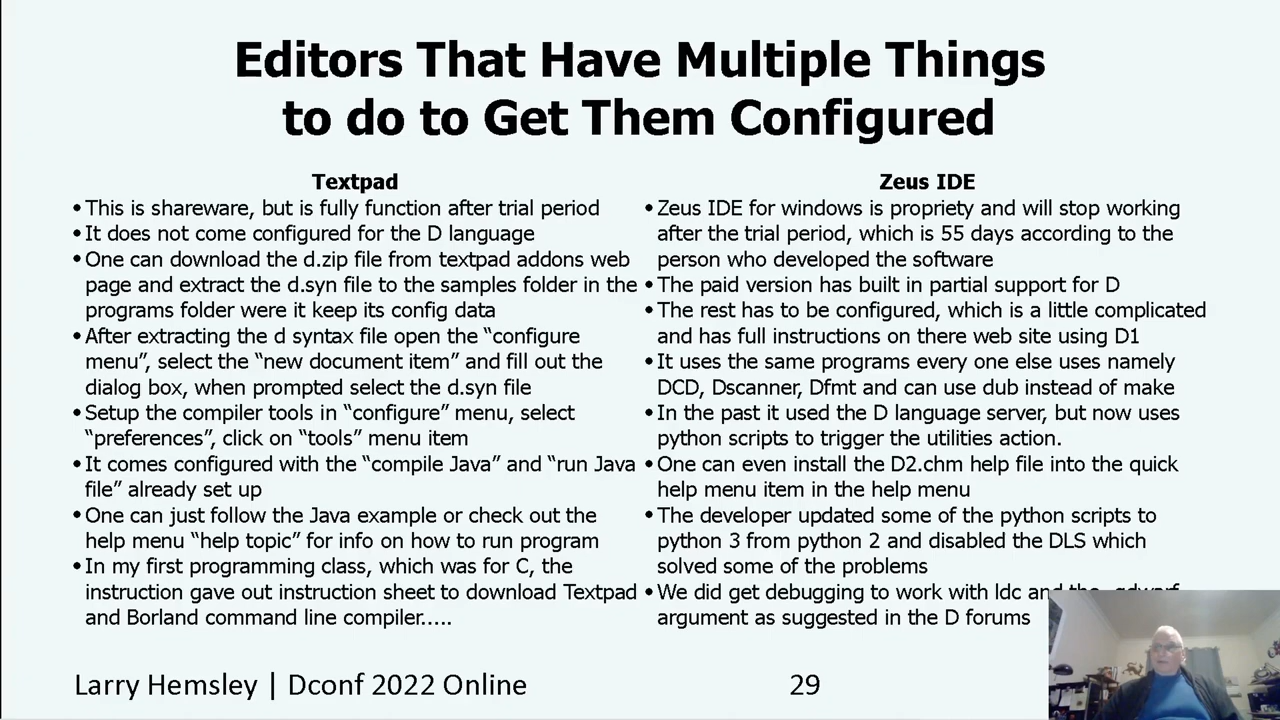 Editors That Have Multiple Things
to do to Get Them Configured
Textpad
• This is shareware, but is fully function after trial period
• It does not come configured for the D language
• One can download the d.zip file from textpad addons web
page and extract the d.syn file to the samples folder in the
programs folder were it keep its config data
• After extracting the d syntax file open the “configure
menu”, select the “new document item” and fill out the
dialog box, when prompted select the d.syn file
• Setup the compiler tools in “configure” menu, select
“preferences”, click on “tools” menu item
• It comes configured with the “compile Java” and “run Java
file” already set up
• One can just follow the Java example or check out the
help menu “help topic” for info on how to run program
• In my first programming class, which was for C, the
instruction gave out instruction sheet to download Textpad
and Borland command line compiler.....
Zeus IDE
• Zeus IDE for windows is propriety and will stop working
after the trial period, which is 55 days according to the
person who developed the software
• The paid version has built in partial support for D
• The rest has to be configured, which is a little complicated
and has full instructions on there web site using D1
• It uses the same programs every one else uses namely
DCD, Dscanner, Dfmt and can use dub instead of make
• In the past it used the D language server, but now uses
python scripts to trigger the utilities action.
• One can even install the D2.chm help file into the quick
help menu item in the help menu
• The developer updated some of the python scripts to
python 3 from python 2 and disabled the DLS which
solved some of the problems
• We did get debugging to work with ldc and the
argument as suggested in the D forums
Larry Hemsley | Dconf 2022 Online
29